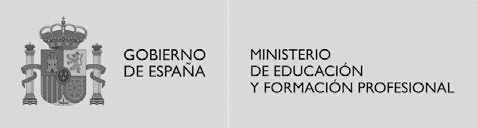 GOBIERNO
DE ESPAÑA
MINISTERIO
DE EDUCACIÓN
Y FORMACIÓN PROFESIONAL